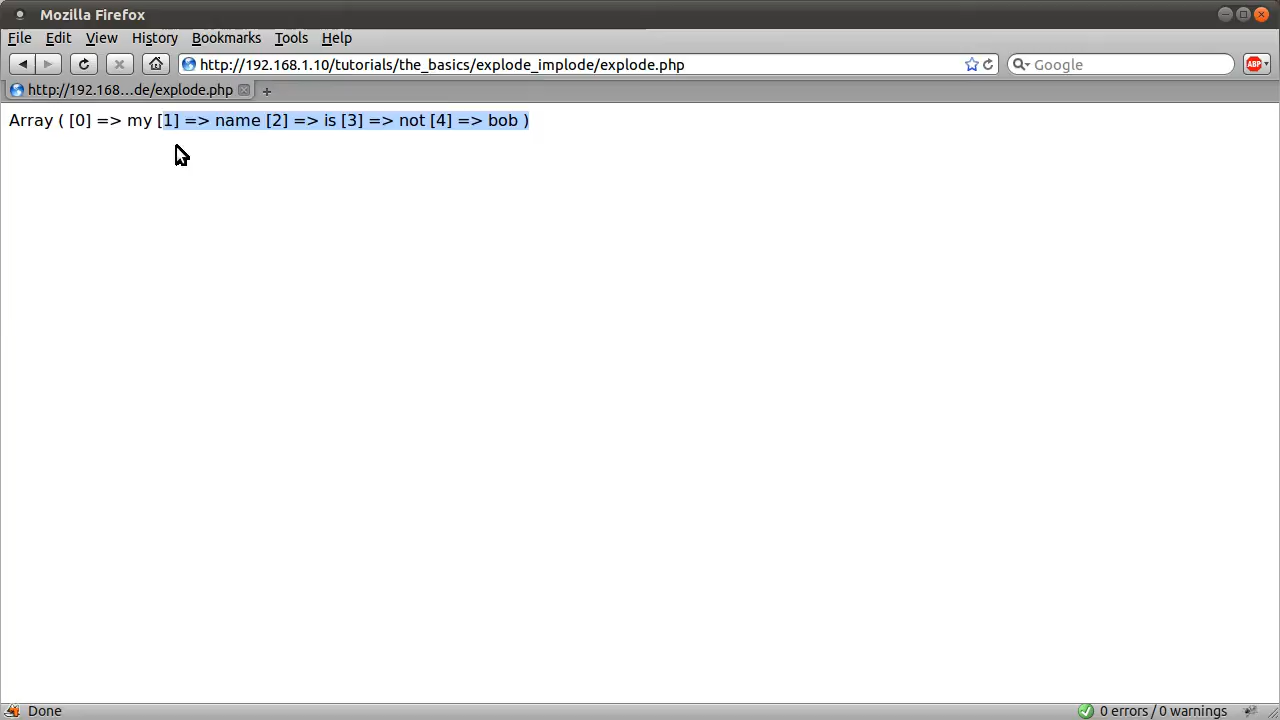 Mozilla Firefox
File Edit View History Bookmarks Tools Help
http://192.168.1.10/tutorials/the_basics/explode_implode/explode.php Google ABP
http://192.168...de/explode.php
Array ( [0] => my [1] => name [2] => is [3] => not [4] => bob )
Done 0 errors / 0 warnings